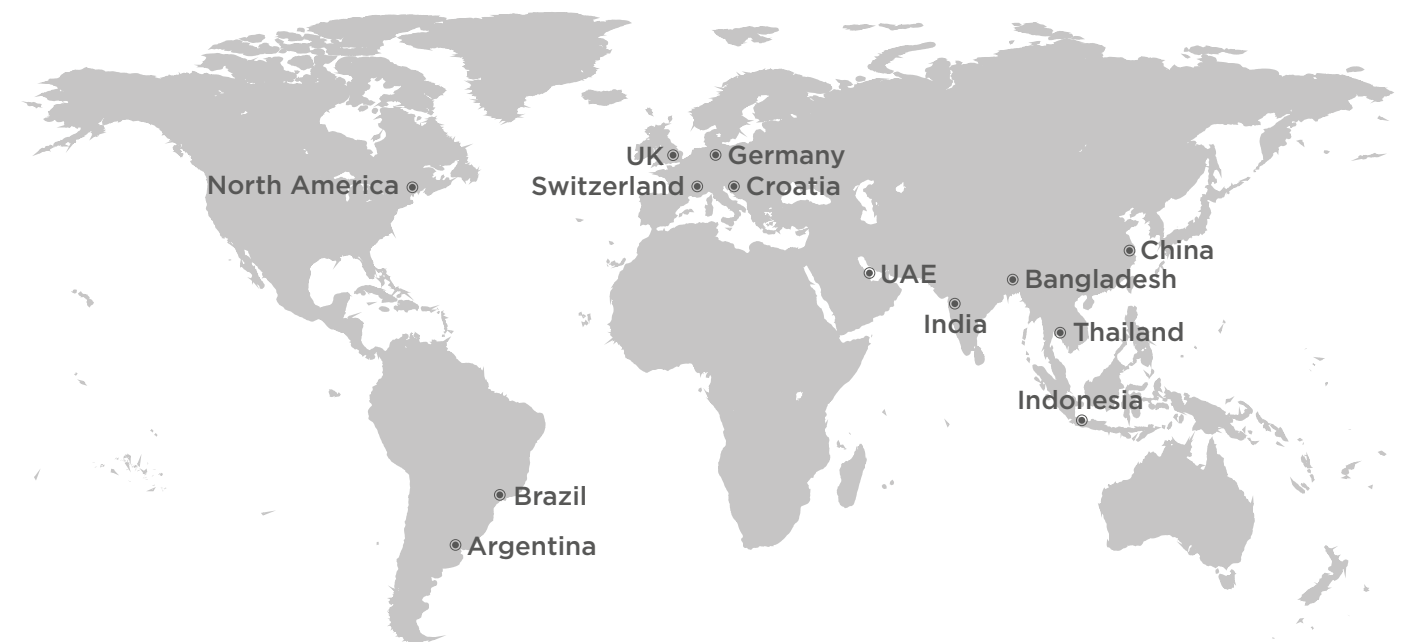 UK
Germany
North America
Switzerland
Croatia
China
UAE
Bangladesh
India
Thailand
Indonesia
Brazil
Argentina